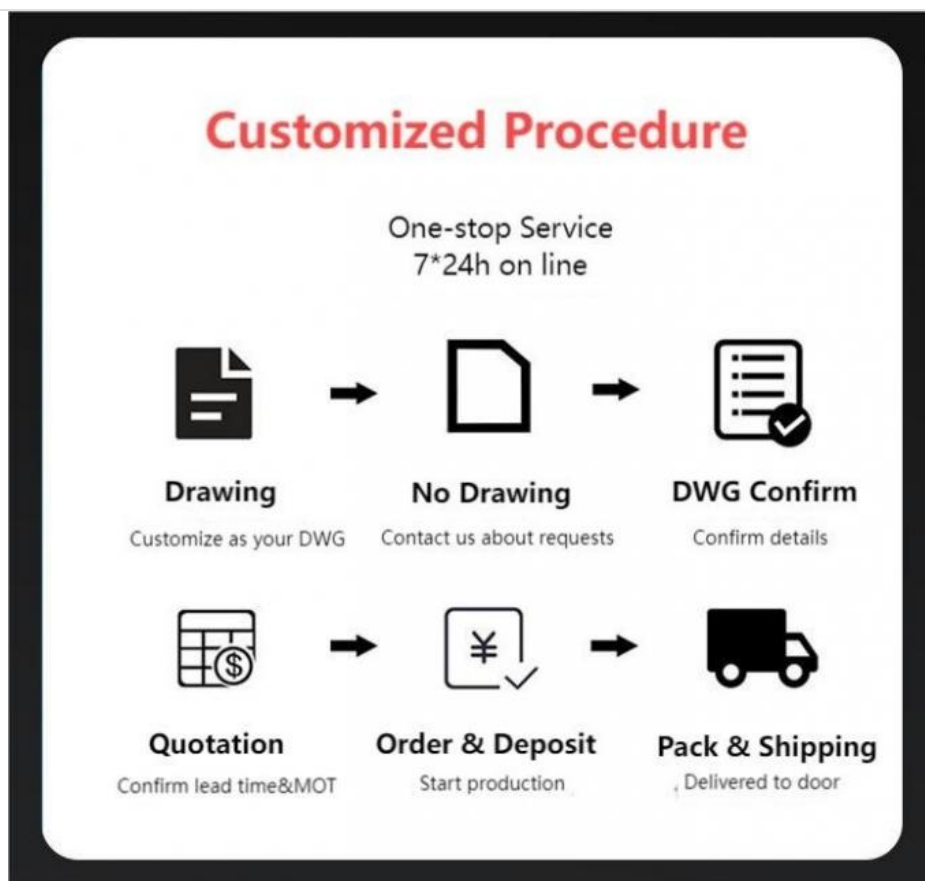 Customized Procedure
One-stop Service
7*24h on line
Drawing
No Drawing
DWG Confirm
Customize as your DWG
Contact us about requests
Confirm details
$
¥
Quotation
Order & Deposit
Pack & Shipping
Confirm lead time&MOT
Start production
Delivered to door